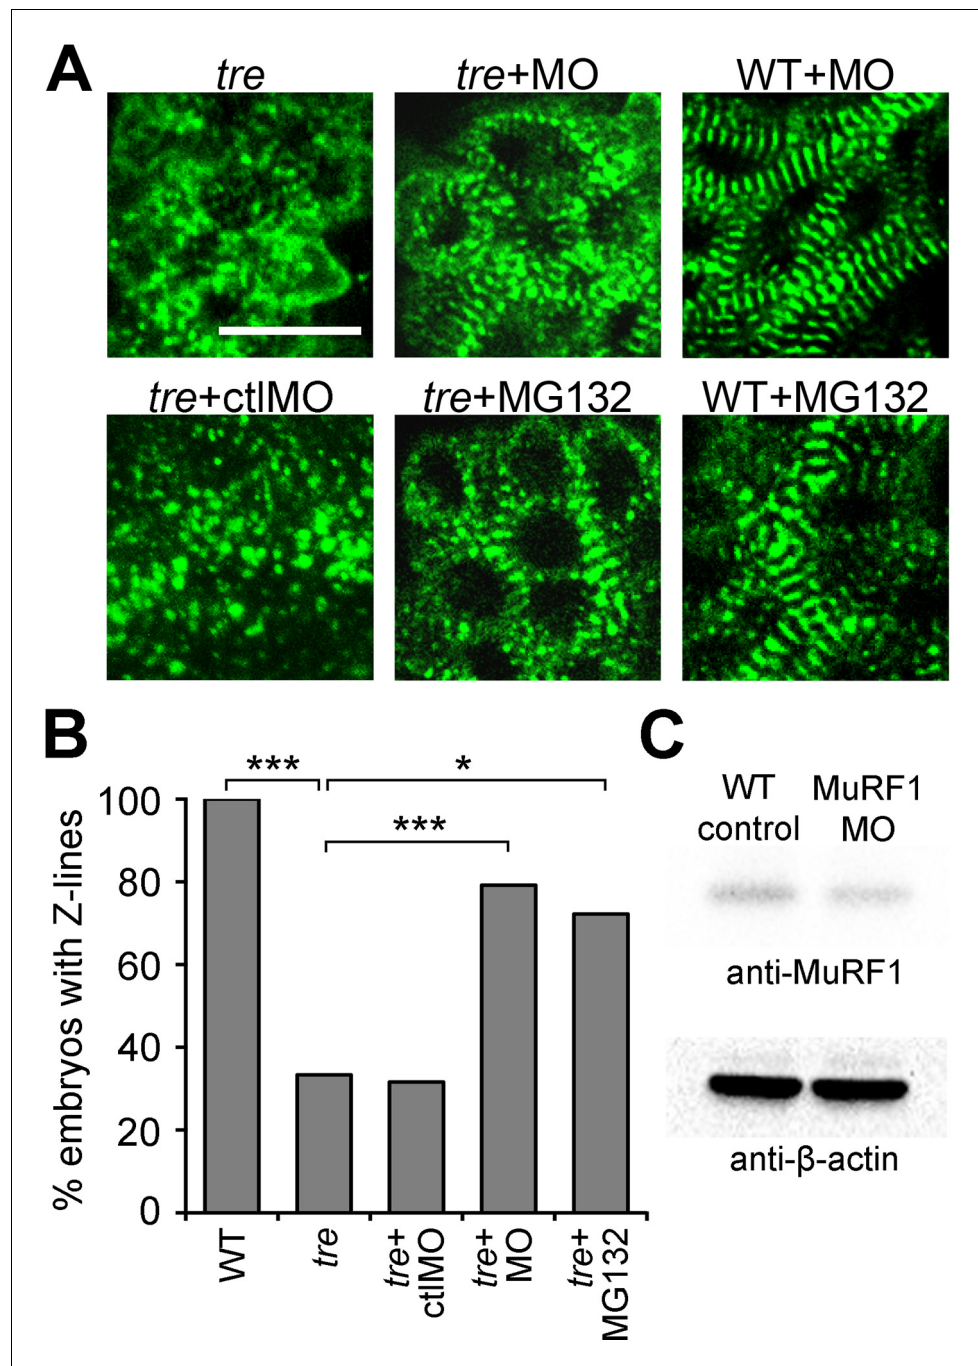 A
tre
tre+MO
WT+MO
tre+ctlMO
tre+MG132
WT+MG132
B
***
*
***
100
80
60
40
20
0
% embryos with Z-lines
WT
tre
tre+
ctlMO
tre+
MO
tre+
MG132
C
WT
control
MuRF1
MO
anti-MuRF1
anti-β-actin